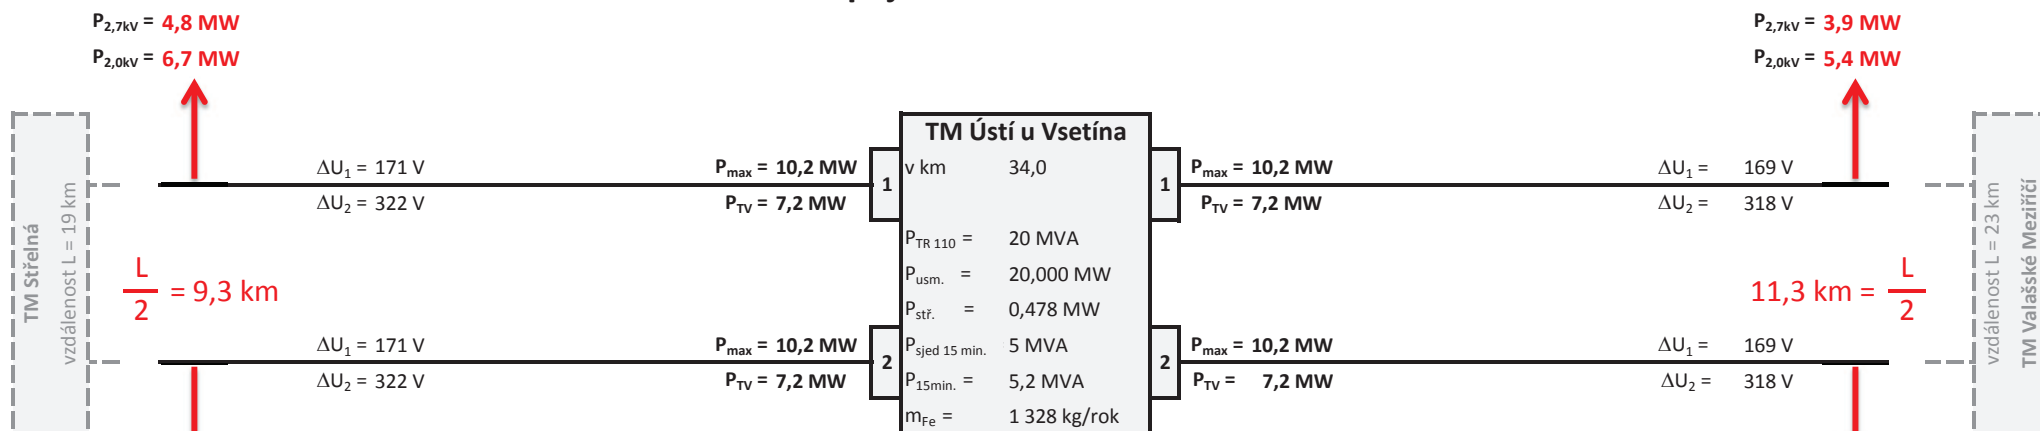 P2,7kV = 4,8 MW
P2,0kV = 6,7 MW
P2,7kV = 3,9 MW
P2,0kV = 5,4 MW
TM Střelná
vzdálenost L = 19 km
L
2
= 9,3 km
ΔU1 = 171 V
ΔU2 = 322 V
Pmax = 10,2 MW
PTV = 7,2 MW
1
ΔU1 = 171 V
ΔU2 = 322 V
Pmax = 10,2 MW
PTV = 7,2 MW
2
TM Ústí u Vsetína
v km 34,0
PTR 110 = 20 MVA
Pusm. = 20,000 MW
Pstř. = 0,478 MW
Psjed 15 min. 5 MVA
P15min. = 5,2 MVA
mFe = 1 328 kg/rok
1
Pmax = 10,2 MW
PTV = 7,2 MW
ΔU1 = 169 V
ΔU2 = 318 V
2
Pmax = 10,2 MW
PTV = 7,2 MW
ΔU1 = 169 V
ΔU2 = 318 V
11,3 km =
L
2
vzdálenost L = 23 km
TM Valašské Meziříčí